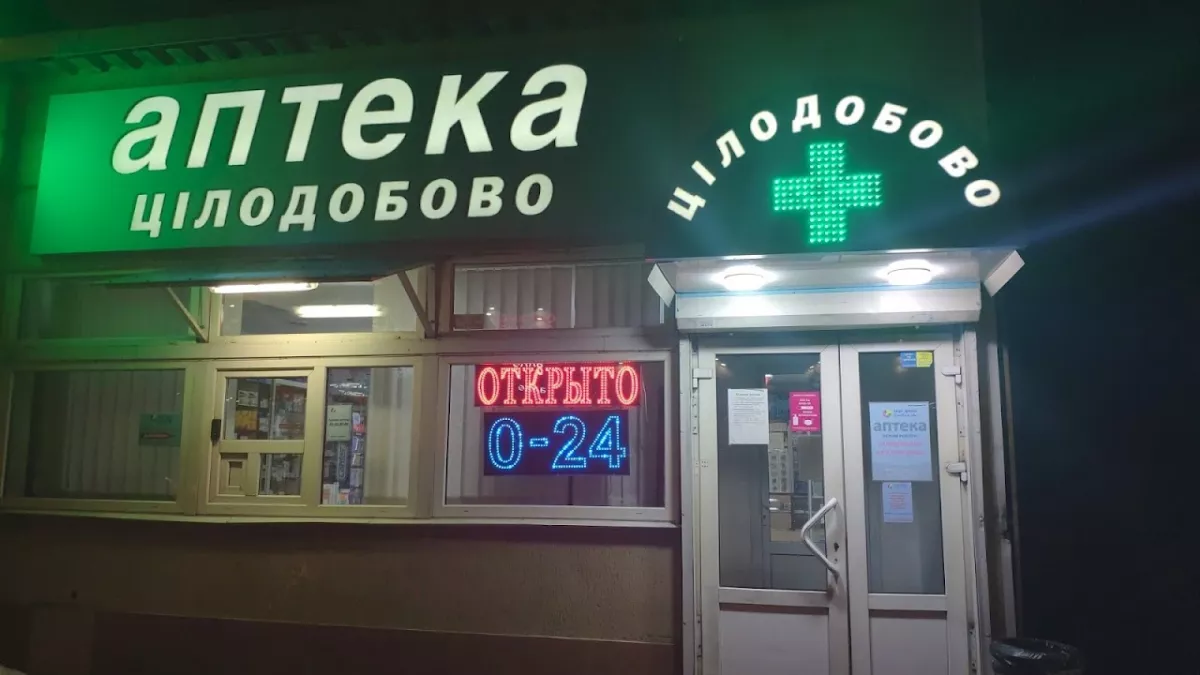 аптека
цілодобово
цілодобово
ОТКРЫТО
0-24
аптека